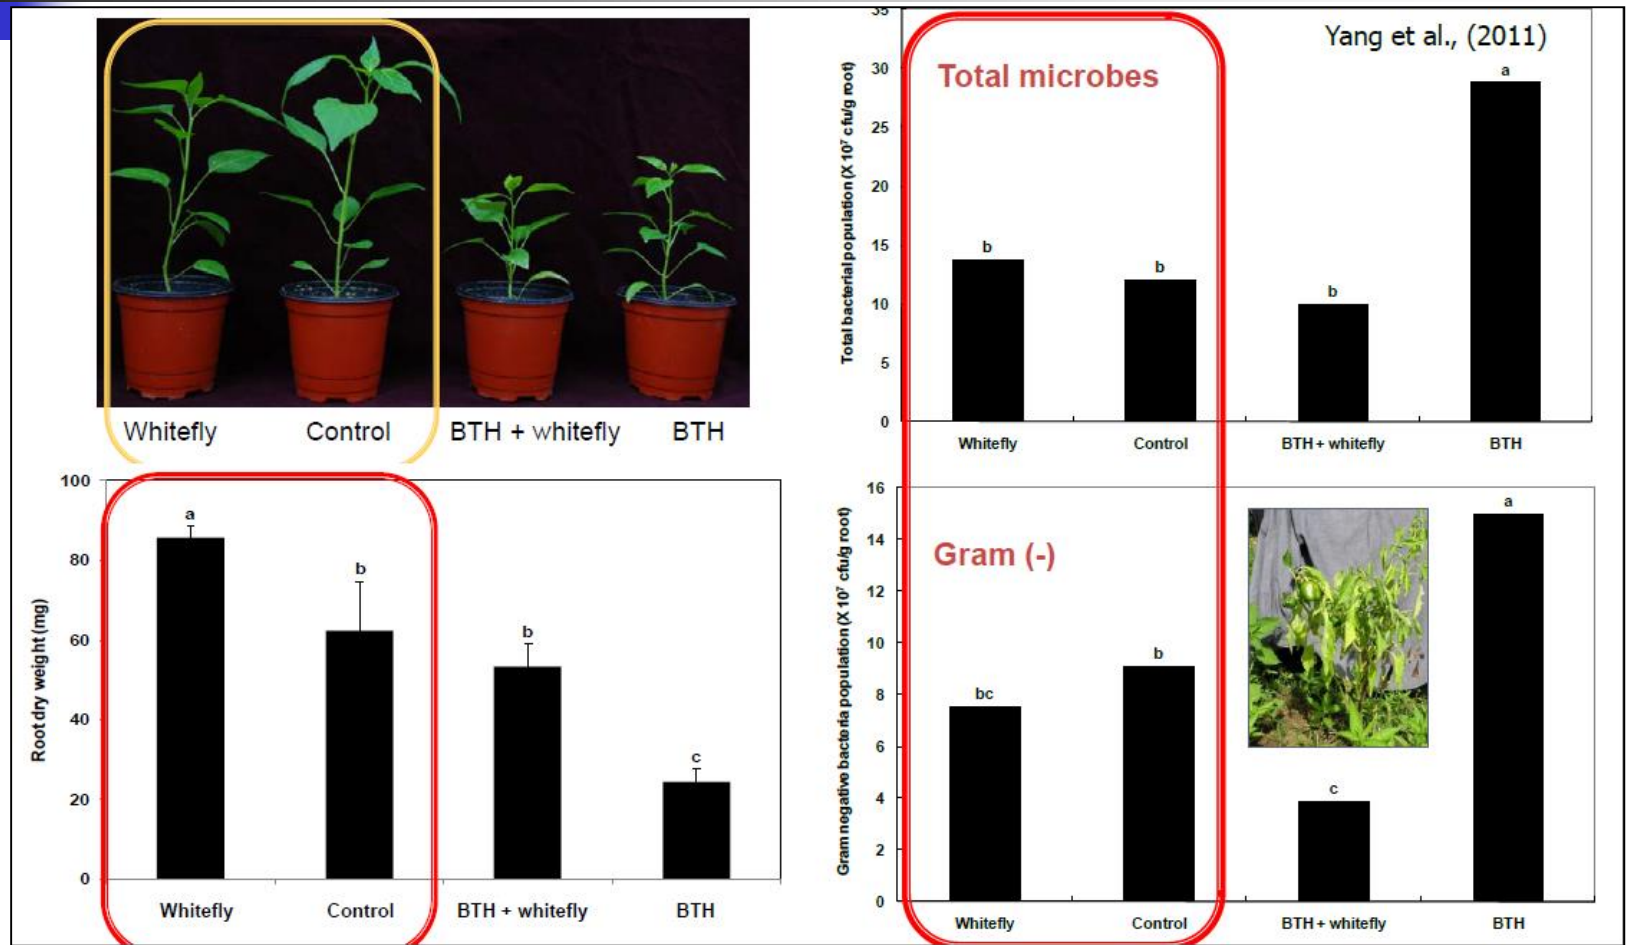 Whitefly Control BTH + whitefly BTH
Root dry weight (mg)
100
80
60
40
20
0
a
b
b
c
Whitefly Control BTH + whitefly BTH
Yang et al., (2011)
Total microbes
Total bacterial population (X 10⁷ cfu/g root)
35
30
25
20
15
10
5
0
b
b
b
a
Whitefly Control BTH + whitefly BTH
Gram (-)
Gram negative bacteria population (X 10⁷ cfu/g root)
16
14
12
10
8
6
4
2
0
bc
b
c
a
Whitefly Control BTH + whitefly BTH